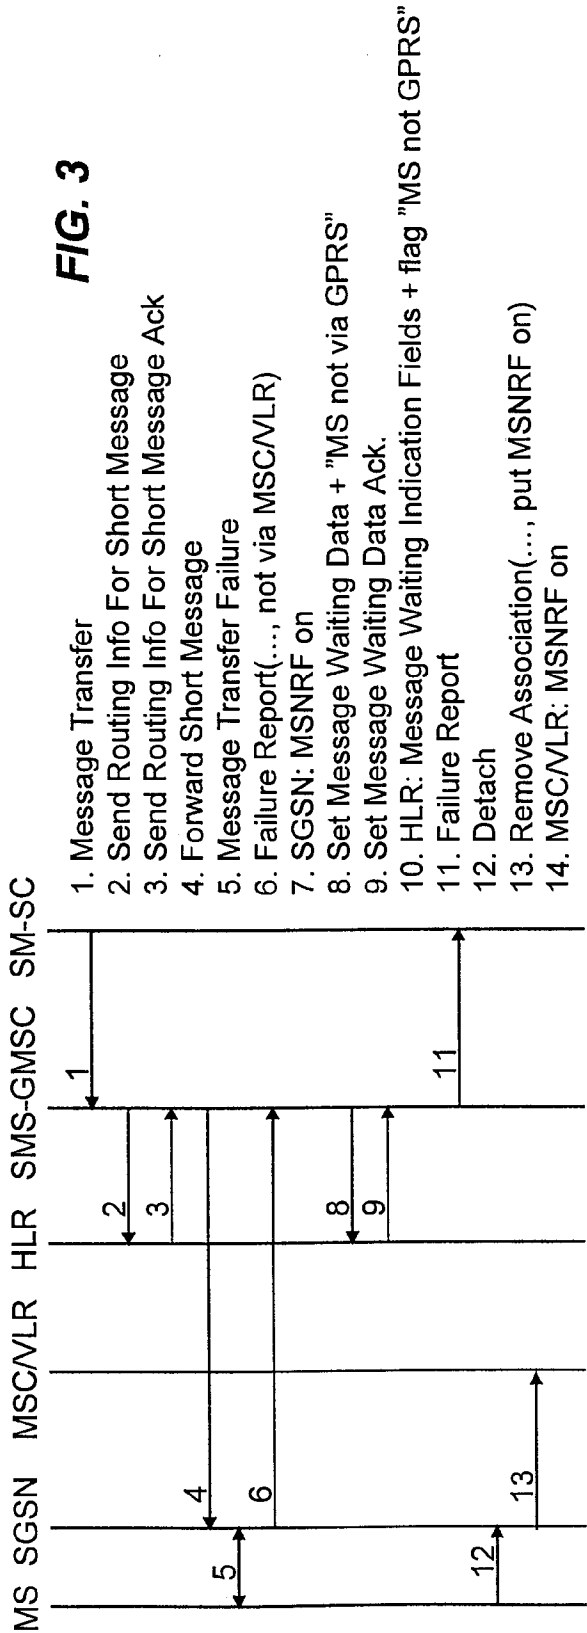 FIG. 3
MS SGSN MSC/VLR HLR SMS-GMSC SM-SC
1
2
3
4
5
6
8
9
11
12
13
1. Message Transfer
2. Send Routing Info For Short Message
3. Send Routing Info For Short Message Ack
4. Forward Short Message
5. Message Transfer Failure
6. Failure Report(..., not via MSC/VLR)
7. SGSN: MSNRF on
8. Set Message Waiting Data + "MS not via GPRS"
9. Set Message Waiting Data Ack.
10. HLR: Message Waiting Indication Fields + flag "MS not GPRS"
11. Failure Report
12. Detach
13. Remove Association(..., put MSNRF on)
14. MSC/VLR: MSNRF on